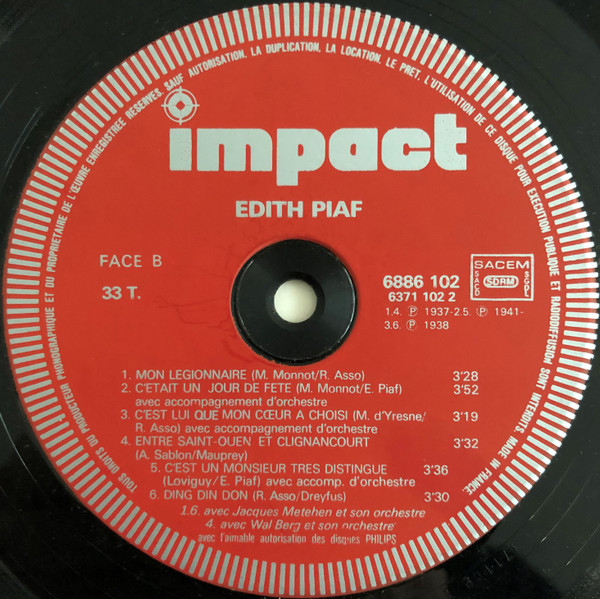 TOUS DROITS DU PRODUCTEUR PHONOGRAPHIQUE ET DU PROPRIETAIRE DE L'ŒUVRE ENREGISTREE RESERVES. SAUF AUTORISATION, LA DUPLICATION, LA LOCATION, LE PRET, L'UTILISATION DE CE DISQUE POUR EXECUTION PUBLIQUE ET RADIODIFFUSION SONT INTERDITS. MADE IN FRANCE.
impact
EDITH PIAF
FACE B
33 T.
6886 102
6371 102 2
1.4. Ⓟ 1937-2.5. Ⓟ 1941-
3.6. Ⓟ 1938
SACEM
SACD
SDRM
SGDL
1. MON LEGIONNAIRE (M. Monnot/R. Asso) 3'28
2. C'ETAIT UN JOUR DE FETE (M. Monnot/E. Piaf) 3'52
avec accompagnement d'orchestre
3. C'EST LUI QUE MON CŒUR A CHOISI (M. d'Yresne/ 3'19
R. Asso) avec accompagnement d'orchestre
4. ENTRE SAINT-OUEN ET CLIGNANCOURT 3'32
(A. Sablon/Mauprey)
5. C'EST UN MONSIEUR TRES DISTINGUE 3'36
(Loviguy/E. Piaf) avec accomp. d'orchestre
6. DING DIN DON (R. Asso/Dreyfus) 3'30
1.6. avec Jacques Metehen et son orchestre
4. avec Wal Berg et son orchestre
avec l'aimable autorisation des disques PHILIPS